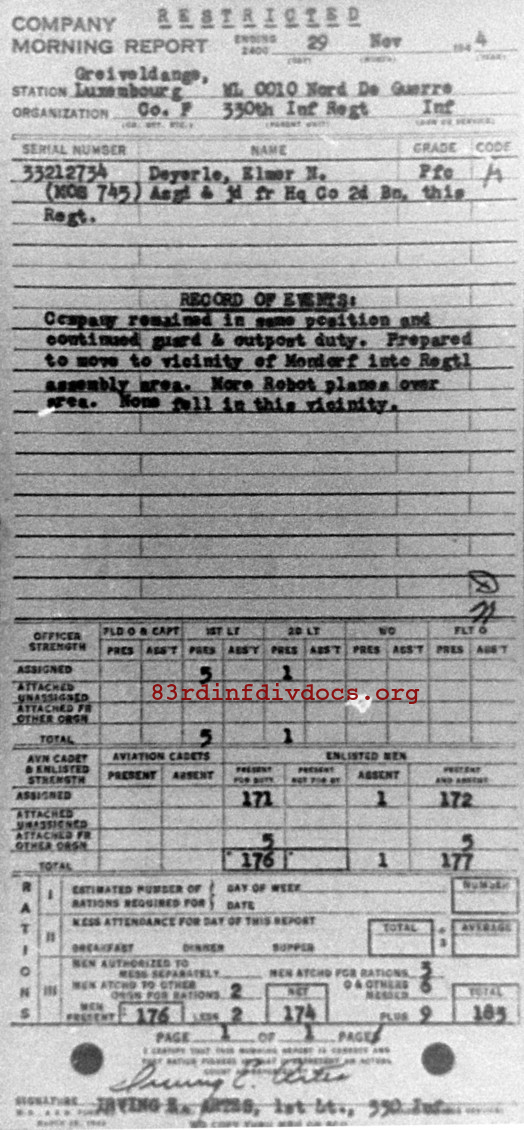 RESTRICTED
COMPANY
MORNING REPORT ENDING 2400 29 Nov 194 4
(DAY) (MONTH) (YEAR)
Greiveldange,
STATION Luxembourg WL 0010 Nord De Guerre
ORGANIZATION Co. F 330th Inf Regt Inf
SERIAL NUMBER NAME GRADE CODE
33212734 Deyerle, Elmer N. Pfc A
(MOS 745) Asgd & jd fr Hq Co 2d Bn, this
Regt.
RECORD OF EVENTS:
Company remained in same position and
continued guard & outpost duty. Prepared
to move to vicinity of Mondorf into Regtl
assembly area. More Robot planes over
area. None fell in this vicinity.
OFFICER STRENGTH FLD O & CAPT 1ST LT 2D LT WO FLT O
PRES ABS'T PRES ABS'T PRES ABS'T PRES ABS'T PRES ABS'T
ASSIGNED 5 1
ATTACHED UNASSIGNED
83rdinfdivdocs.org
ATTACHED FR OTHER ORGN
TOTAL 5 1
AVN CADET & ENLISTED STRENGTH AVIATION CADETS ENLISTED MEN
PRESENT ABSENT PRESENT FOR DUTY PRESENT NOT FOR DY ABSENT PRESENT AND ABSENT
ASSIGNED 171 1 172
ATTACHED UNASSIGNED
ATTACHED FR OTHER ORGN 5 5
TOTAL 176 1 177
RATIONS
I ESTIMATED NUMBER OF RATIONS REQUIRED FOR DAY OF WEEK DATE NUMBER
II MESS ATTENDANCE FOR DAY OF THIS REPORT TOTAL ÷ 3 AVERAGE
BREAKFAST DINNER SUPPER
III MEN AUTHORIZED TO MESS SEPARATELY MEN ATCHD FOR RATIONS 3
MEN ATCHD TO OTHER ORGN FOR RATIONS 2 NET O & OTHERS MESSED 6 TOTAL
MEN PRESENT 176 LESS 2 174 PLUS 9 183
PAGE 1 OF 1 PAGES
I CERTIFY THAT THIS MORNING REPORT IS CORRECT AND
Irving E. Artes
SIGNATURE IRVING E. ARTES, 1st Lt., 330 Inf.